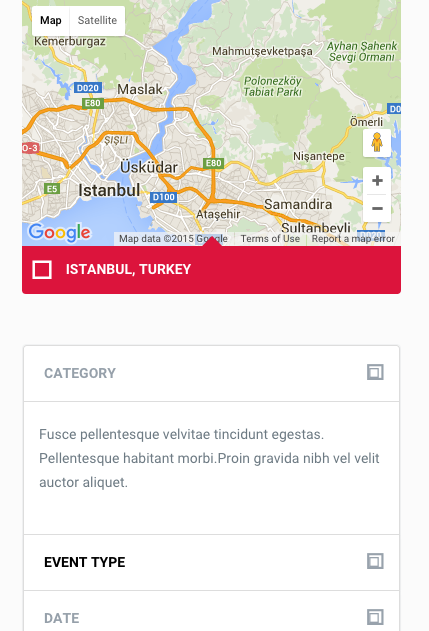 Map Satellite
Kemerburgaz
Mahmutşevketpaşa
Ayhan Şahenk
Sevgi Ormanı
Polonezköy
Tabiat Parkı
D020
Maslak
E80
D0
Ömerli
ŞIŞLI
O-3
Nişantepe
Üsküdar
E80
E5
Istanbul
D100
Samandıra
Ataşehir
Sultanbeyli
Google
Map data ©2015 Google Terms of Use Report a map error
ISTANBUL, TURKEY
CATEGORY
Fusce pellentesque velvitae tincidunt egestas.
Pellentesque habitant morbi.Proin gravida nibh vel velit
auctor aliquet.
EVENT TYPE
DATE